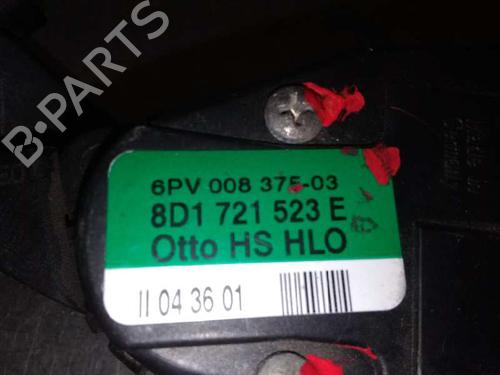 B-PARTS
6PV 008 375-03
8D1 721 523 E
Otto HS HLO
II 04 36 01